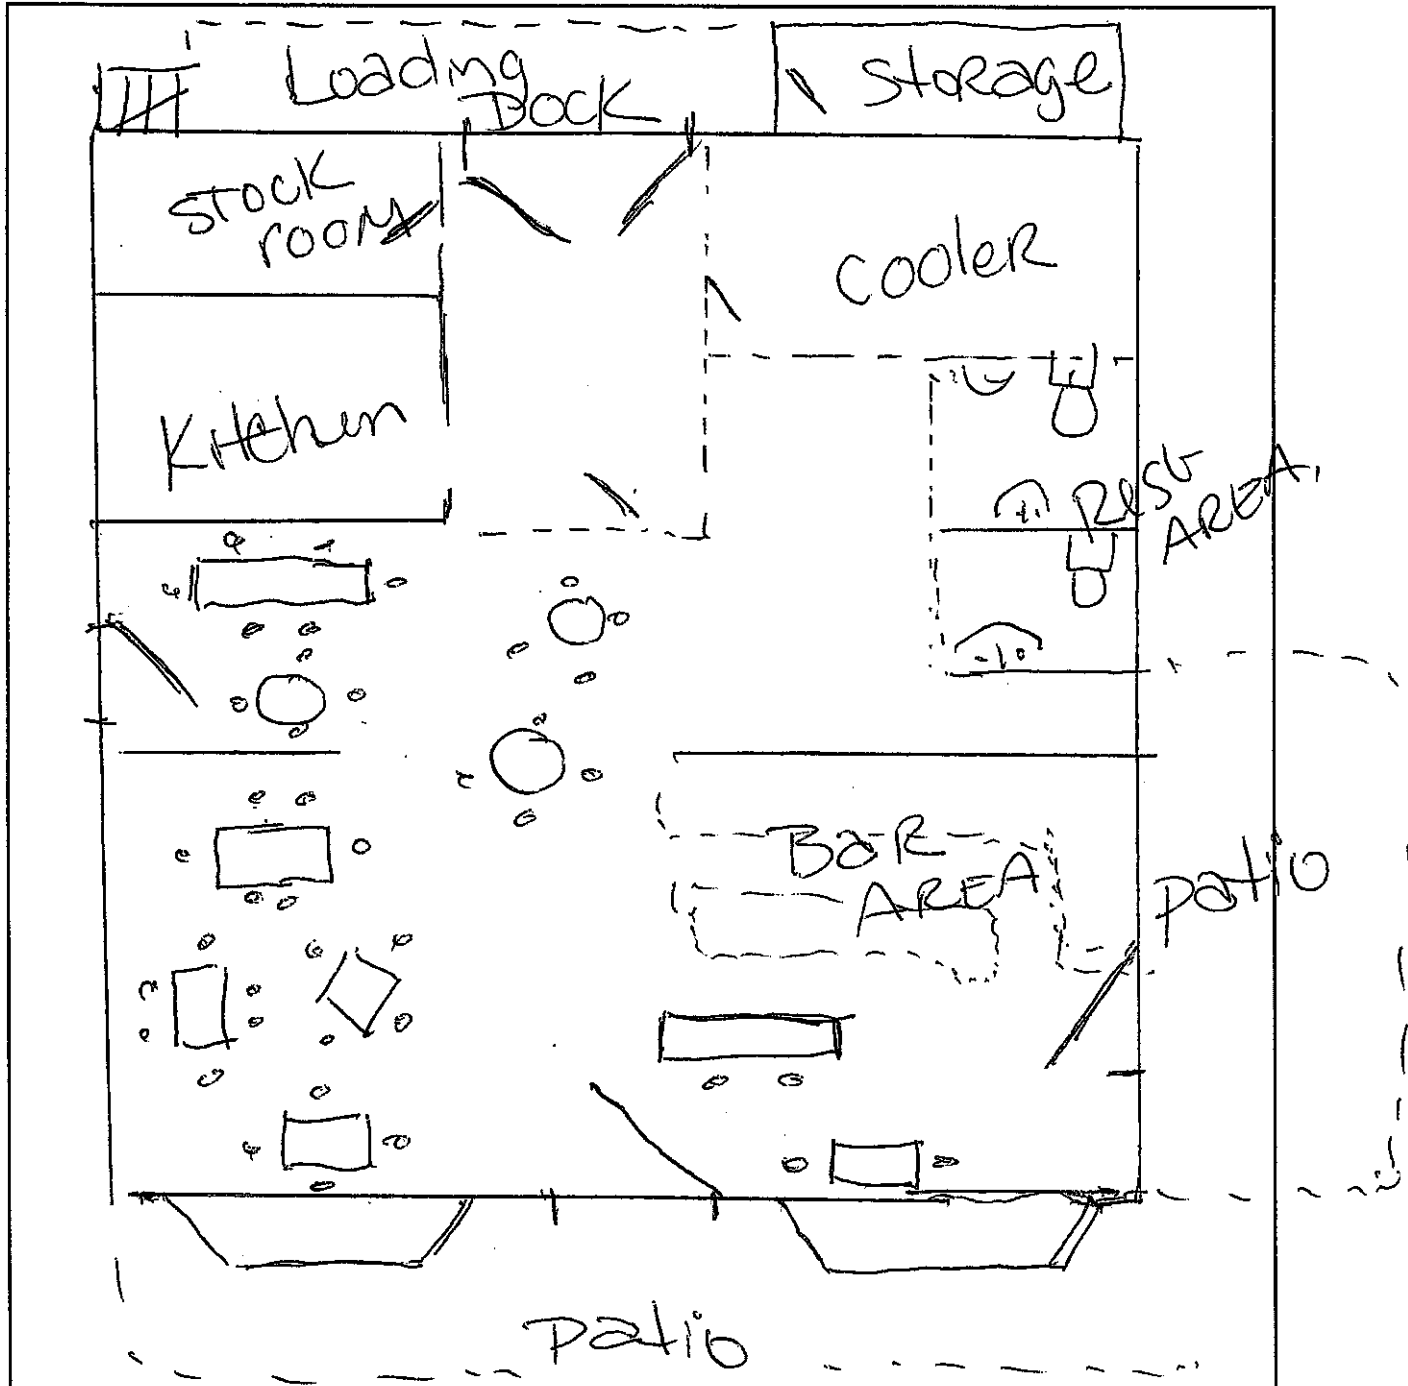 Loading
Dock
Storage
Stock
room
Cooler
Kitchen
Rest
AREA.
Bar
AREA
patio
patio